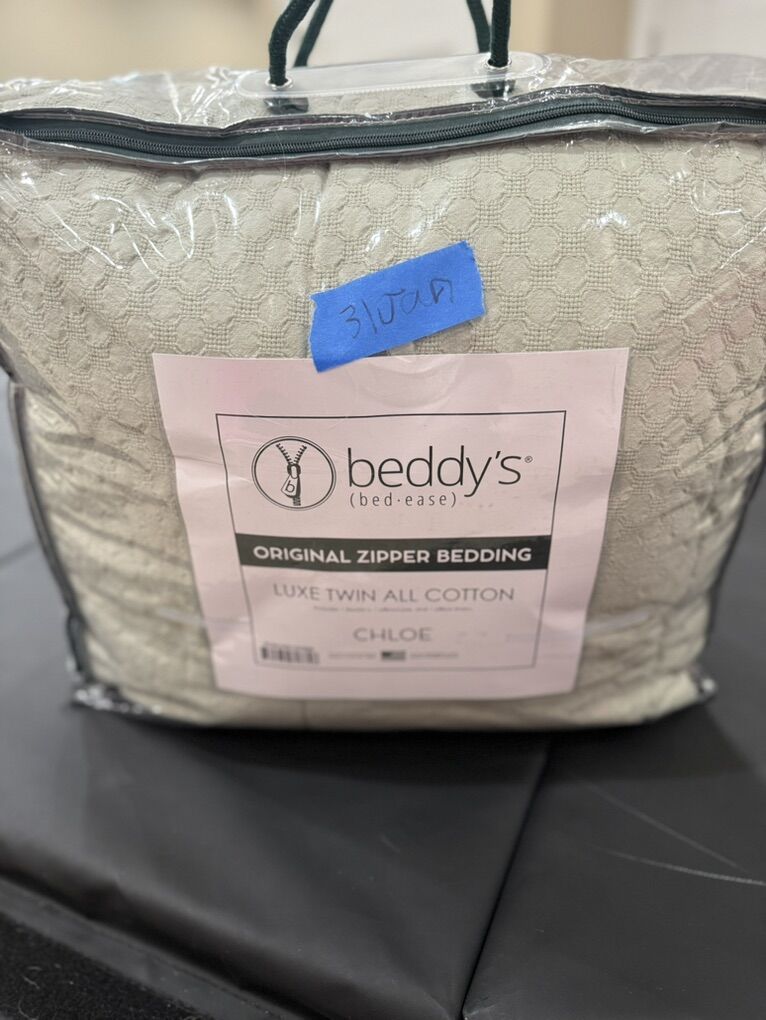 31Jan
b
beddy's®
(bed·ease)
ORIGINAL ZIPPER BEDDING
LUXE TWIN ALL COTTON
CHLOE